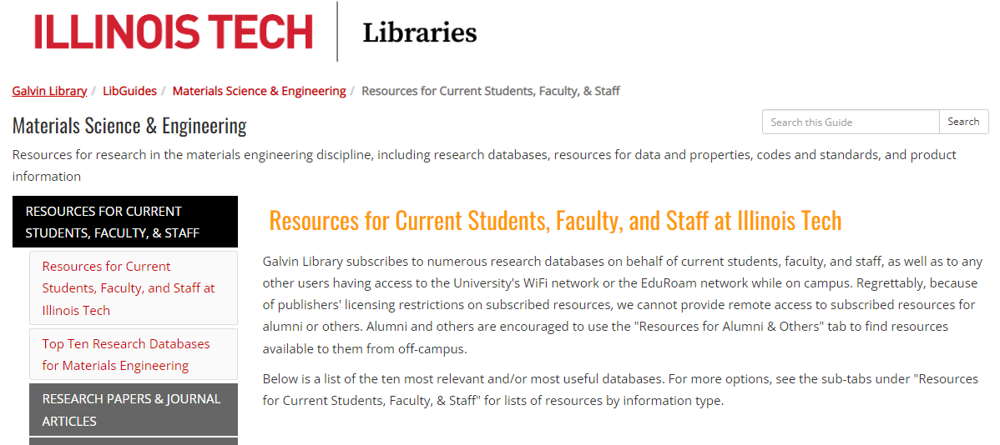 ILLINOIS TECH
Libraries
Galvin Library / LibGuides / Materials Science & Engineering / Resources for Current Students, Faculty, & Staff
Materials Science & Engineering
Search this Guide
Search
Resources for research in the materials engineering discipline, including research databases, resources for data and properties, codes and standards, and product
information
RESOURCES FOR CURRENT
STUDENTS, FACULTY, & STAFF
Resources for Current
Students, Faculty, and Staff at
Illinois Tech
Top Ten Research Databases
for Materials Engineering
RESEARCH PAPERS & JOURNAL
ARTICLES
Resources for Current Students, Faculty, and Staff at Illinois Tech
Galvin Library subscribes to numerous research databases on behalf of current students, faculty, and staff, as well as to any
other users having access to the University's WiFi network or the EduRoam network while on campus. Regrettably, because
of publishers' licensing restrictions on subscribed resources, we cannot provide remote access to subscribed resources for
alumni or others. Alumni and others are encouraged to use the "Resources for Alumni & Others" tab to find resources
available to them from off-campus.
Below is a list of the ten most relevant and/or most useful databases. For more options, see the sub-tabs under "Resources
for Current Students, Faculty, & Staff" for lists of resources by information type.